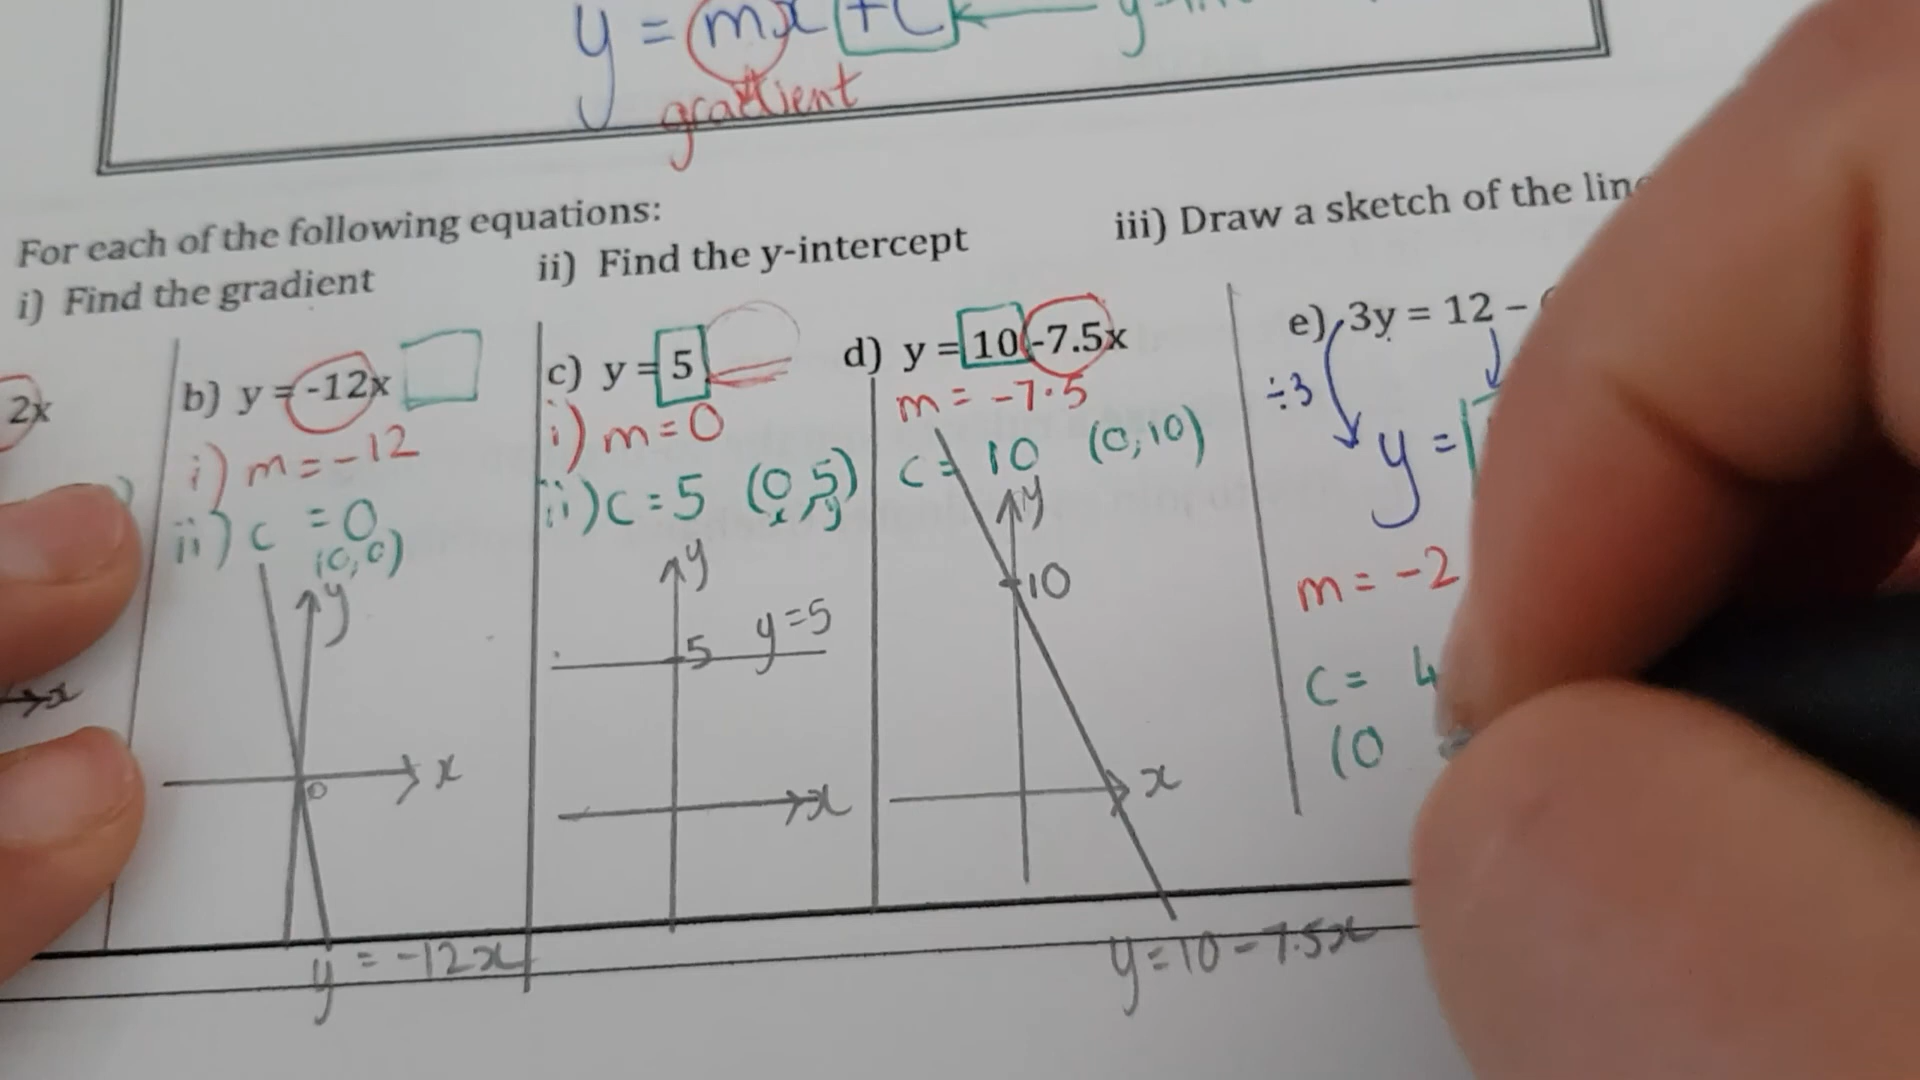 y = mx + c
gradient
For each of the following equations:
i) Find the gradient
ii) Find the y-intercept
iii) Draw a sketch of the
2x
x
b) y = -12x
i) m = -12
ii) c = 0
(0,0)
y
x
0
y = -12x
c) y = 5
i) m = 0
ii) c = 5 (0,5)
x y
y
5 y=5
x
d) y = 10 -7.5x
m = -7.5
c = 10 (0,10)
y
10
x
y = 10 - 7.5x
e) 3y = 12 -
÷3
y =
m = -2
c = 4
(0